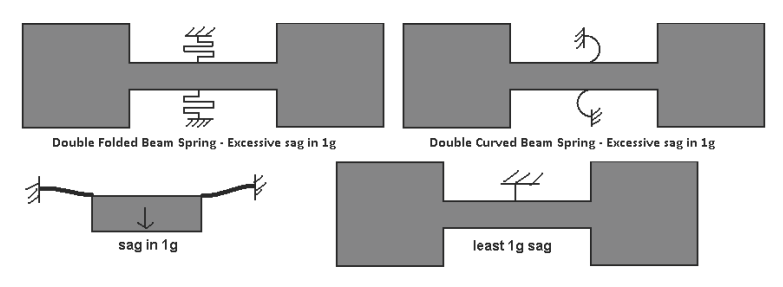 Double Folded Beam Spring - Excessive sag in 1g
Double Curved Beam Spring - Excessive sag in 1g
sag in 1g
least 1g sag